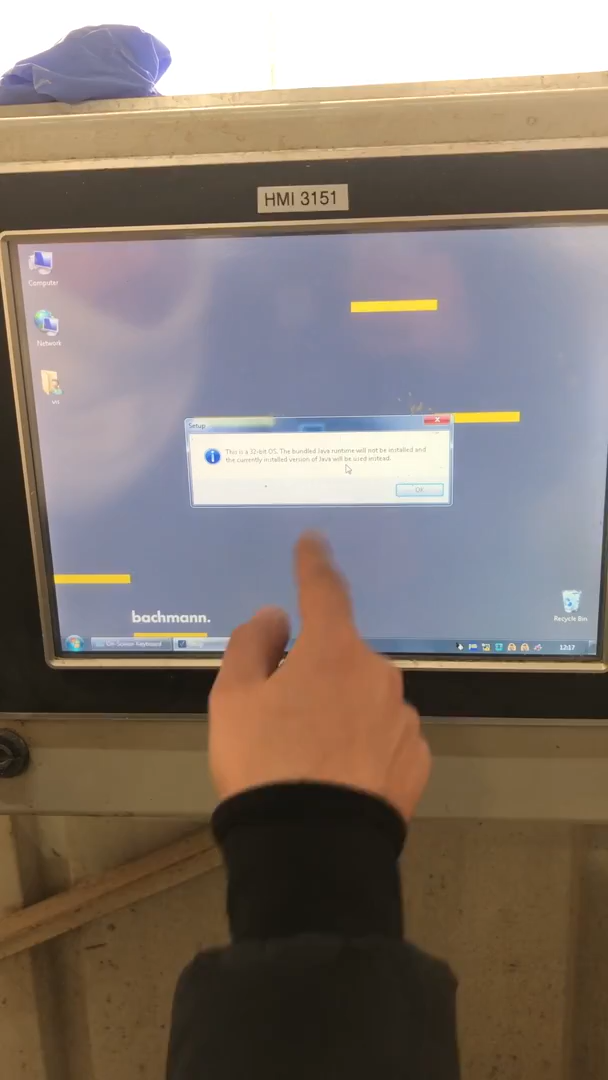 HMI 3151
Computer
Network
Setup
This is a 32-bit OS. The bundled Java runtime will not be installed and
the currently installed version of Java will be used instead.
OK
bachmann.
Recycle Bin
On-Screen Keyboard
12:17